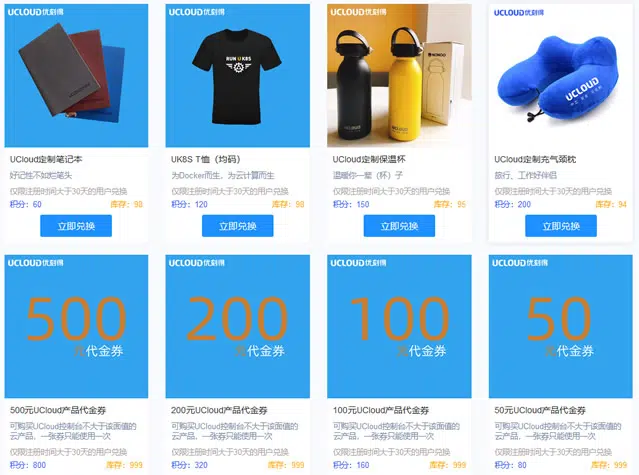 UCLOUD优刻得
UCLOUD优刻得
UCLOUD优刻得
UCLOUD优刻得
RUN UK8S
UCLOUD
UCloud定制笔记本
UK8S T恤（均码）
UCloud定制保温杯
UCloud定制充气颈枕
好记性不如烂笔头
为Docker而生，为云计算而生
温暖你一辈（杯）子
旅行、工作好伴侣
仅限注册时间大于30天的用户兑换
仅限注册时间大于30天的用户兑换
仅限注册时间大于30天的用户兑换
仅限注册时间大于30天的用户兑换
积分：60 库存：98
积分：120 库存：98
积分：150 库存：95
积分：200 库存：94
立即兑换
立即兑换
立即兑换
立即兑换
UCLOUD优刻得
UCLOUD优刻得
UCLOUD优刻得
UCLOUD优刻得
500
200
100
50
元代金券
元代金券
元代金券
元代金券
500元UCloud产品代金券
200元UCloud产品代金券
100元UCloud产品代金券
50元UCloud产品代金券
可购买UCloud控制台不大于该面值的
云产品，一张券只能使用一次
可购买UCloud控制台不大于该面值的
云产品，一张券只能使用一次
可购买UCloud控制台不大于该面值的
云产品，一张券只能使用一次
可购买UCloud控制台不大于该面值的
云产品，一张券只能使用一次
仅限注册时间大于30天的用户兑换
仅限注册时间大于30天的用户兑换
仅限注册时间大于30天的用户兑换
仅限注册时间大于30天的用户兑换
积分：800 库存：999
积分：320 库存：999
积分：160 库存：999
积分：80 库存：999